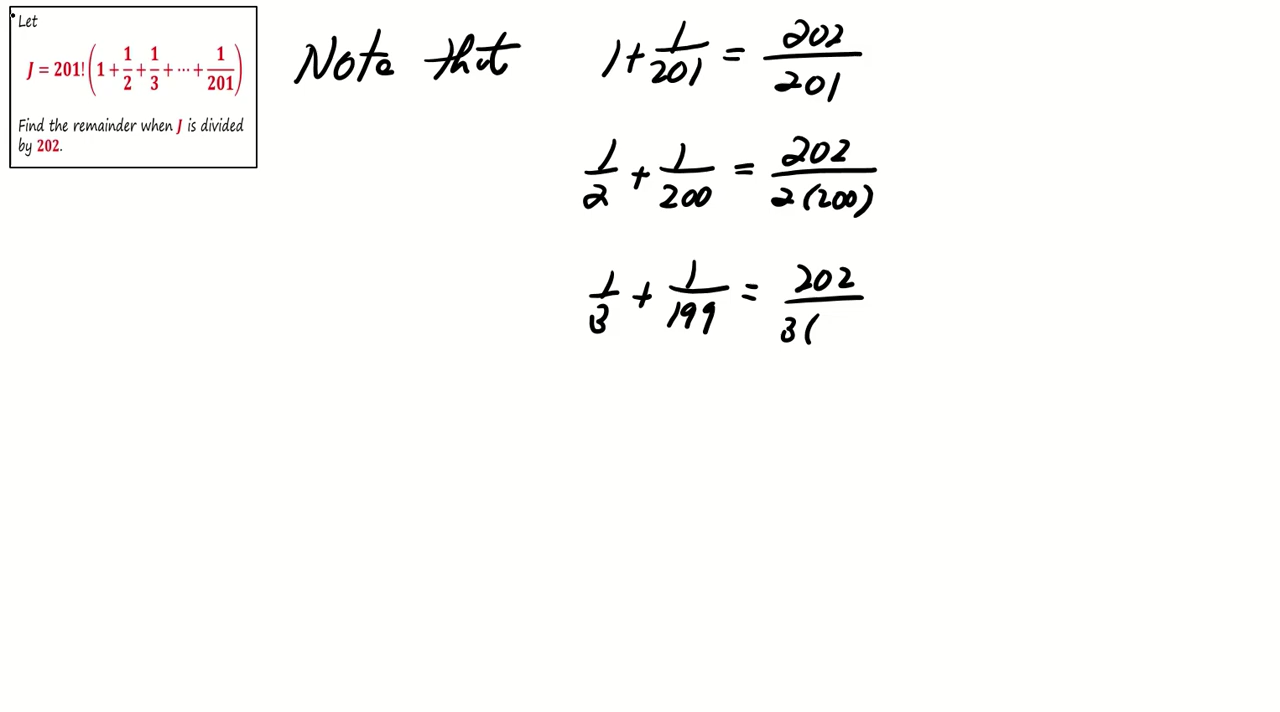 Let
J = 201! (1 + 1/2 + 1/3 + ⋯ + 1/201)
Find the remainder when J is divided
by 202.
Note that 1 + 1/201 = 202/201
1/2 + 1/200 = 202/2(200)
1/3 + 1/199 = 202/3(